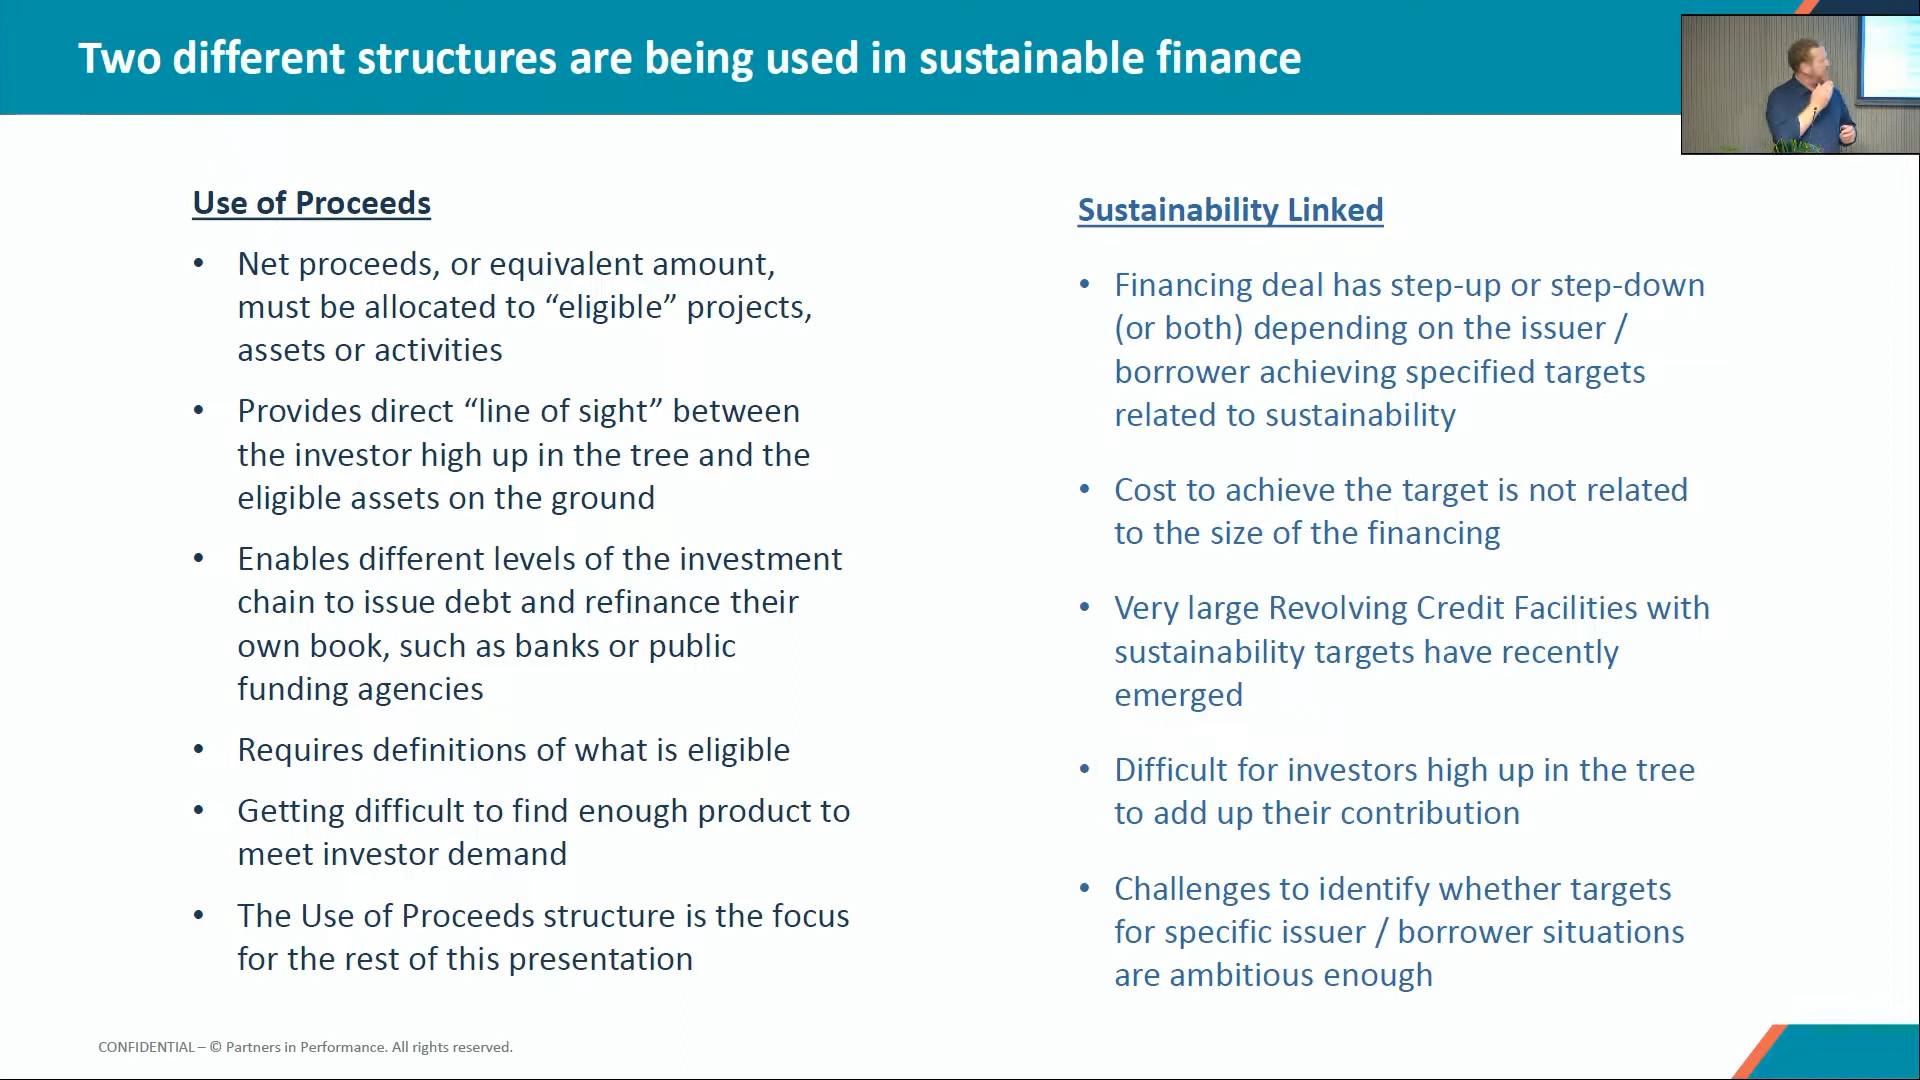 Two different structures are being used in sustainable finance
Use of Proceeds
• Net proceeds, or equivalent amount,
must be allocated to “eligible” projects,
assets or activities
• Provides direct “line of sight” between
the investor high up in the tree and the
eligible assets on the ground
• Enables different levels of the investment
chain to issue debt and refinance their
own book, such as banks or public
funding agencies
• Requires definitions of what is eligible
• Getting difficult to find enough product to
meet investor demand
• The Use of Proceeds structure is the focus
for the rest of this presentation
Sustainability Linked
• Financing deal has step-up or step-down
(or both) depending on the issuer /
borrower achieving specified targets
related to sustainability
• Cost to achieve the target is not related
to the size of the financing
• Very large Revolving Credit Facilities with
sustainability targets have recently
emerged
• Difficult for investors high up in the tree
to add up their contribution
• Challenges to identify whether targets
for specific issuer / borrower situations
are ambitious enough
CONFIDENTIAL – © Partners in Performance. All rights reserved.